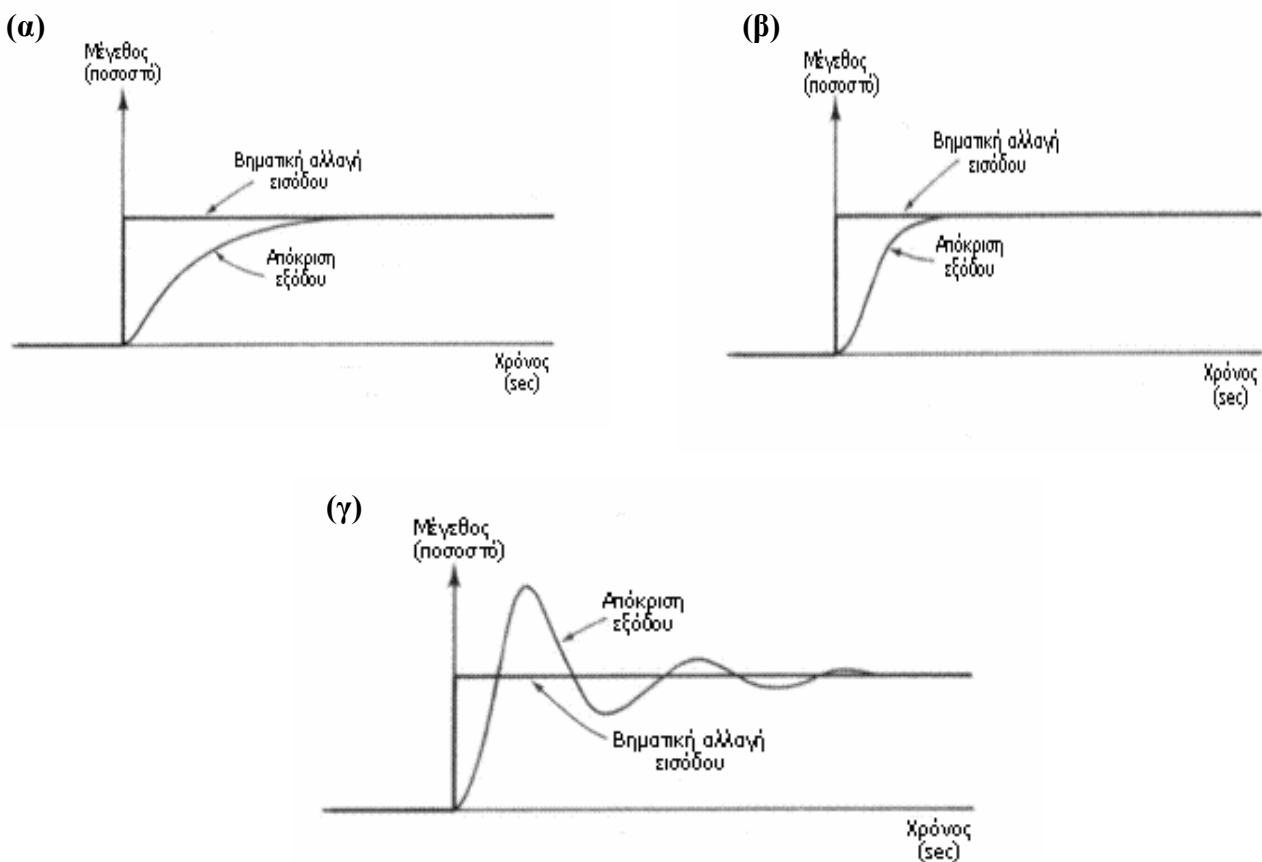 (α)
Μέγεθος
(ποσοστό)
Βηματική αλλαγή
εισόδου
Απόκριση
εξόδου
Χρόνος
(sec)
(β)
Μέγεθος
(ποσοστό)
Βηματική αλλαγή
εισόδου
Απόκριση
εξόδου
Χρόνος
(sec)
(γ)
Μέγεθος
(ποσοστό)
Απόκριση
εξόδου
Βηματική αλλαγή
εισόδου
Χρόνος
(sec)